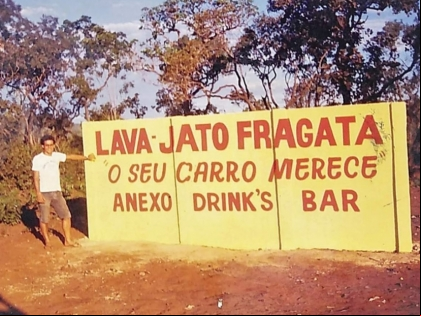 LAVA-JATO FRAGATA
O SEU CARRO MERECE
ANEXO DRINK'S BAR